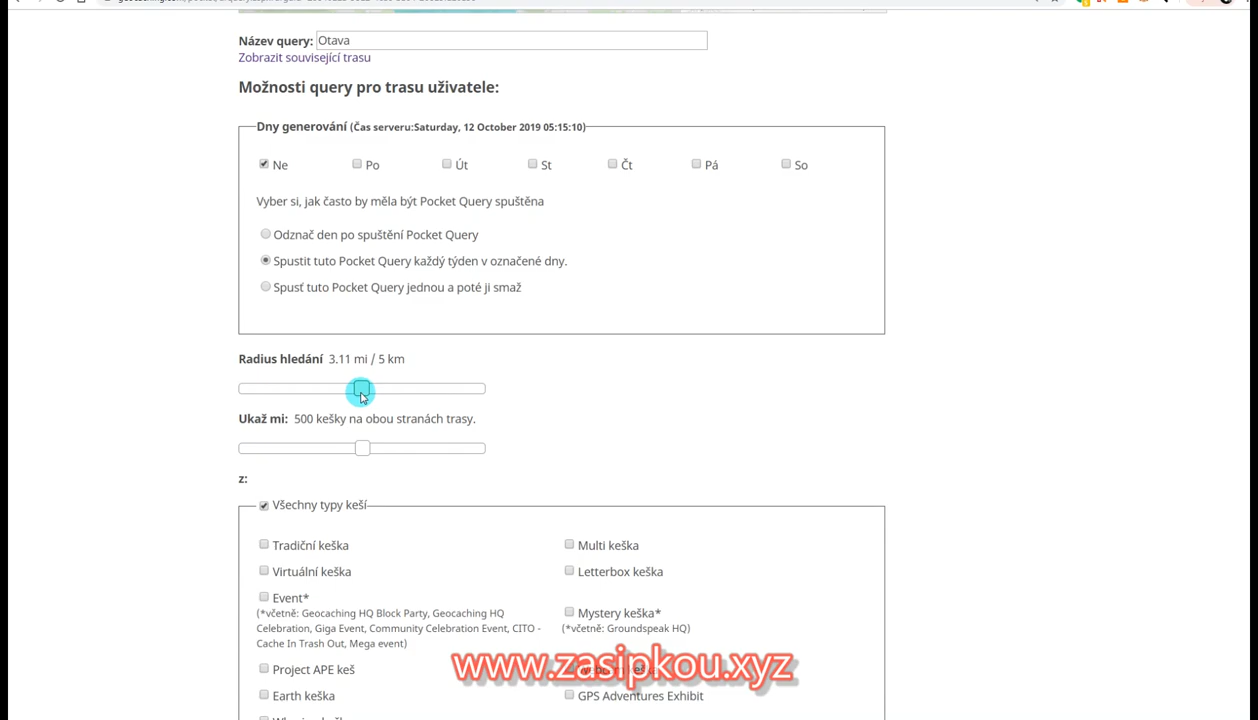 Název query: Otava
Zobrazit související trasu
Možnosti query pro trasu uživatele:
Dny generování (Čas serveru:Saturday, 12 October 2019 05:15:10)
Ne Po Út St Čt Pá So
Vyber si, jak často by měla být Pocket Query spuštěna
Odznač den po spuštění Pocket Query
Spustit tuto Pocket Query každý týden v označené dny.
Spusť tuto Pocket Query jednou a poté ji smaž
Radius hledání 3.11 mi / 5 km
Ukaž mi: 500 kešky na obou stranách trasy.
z:
Všechny typy keší
Tradiční keška Multi keška
Virtuální keška Letterbox keška
Event*
(*včetně: Geocaching HQ Block Party, Geocaching HQ
Celebration, Giga Event, Community Celebration Event, CITO -
Cache In Trash Out, Mega event)
Mystery keška*
(*včetně: Groundspeak HQ)
Project APE keš
www.zasipkou.xyz
Earth keška GPS Adventures Exhibit